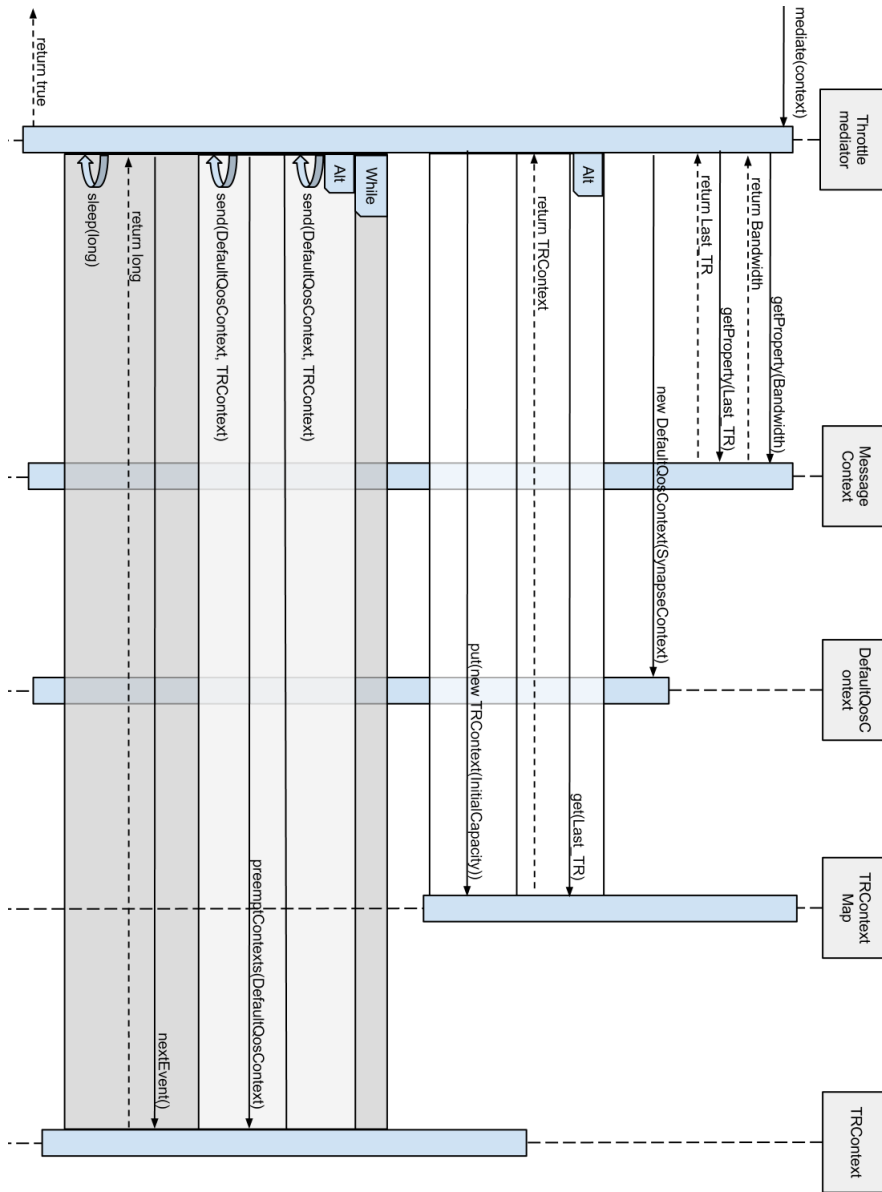 Throttle
mediator
Message
Context
DefaultQosC
ontext
TRContext
Map
TRContext
mediate(context)
getProperty(Bandwidth)
return Bandwidth
getProperty(Last_TR)
return Last_TR
new DefaultQosContext(SynapseContext)
Alt
get(Last_TR)
return TRContext
put(new TRContext(InitialCapacity))
While
Alt
send(DefaultQosContext, TRContext)
preemptContexts(DefaultQosContext)
send(DefaultQosContext, TRContext)
nextEvent()
return long
sleep(long)
return true